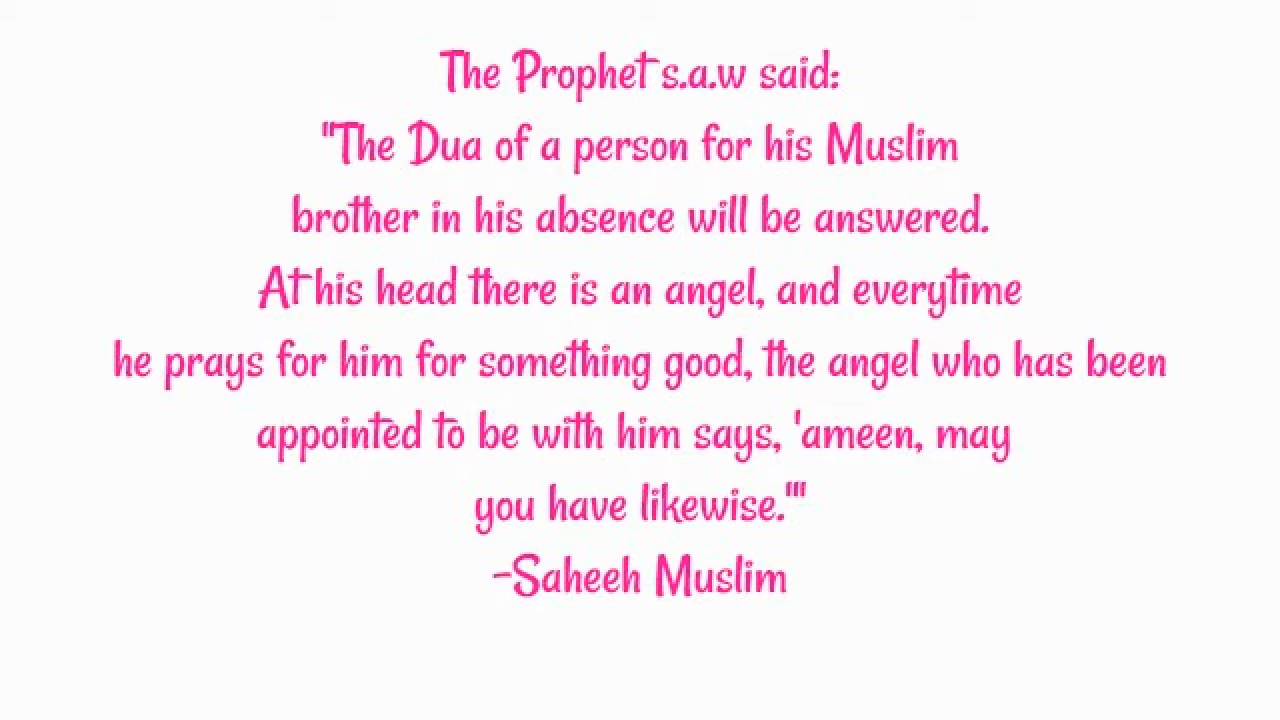 The Prophet s.a.w said:
"The Dua of a person for his Muslim
brother in his absence will be answered.
At his head there is an angel, and everytime
he prays for him for something good, the angel who has been
appointed to be with him says, 'ameen, may
you have likewise.'"
-Saheeh Muslim